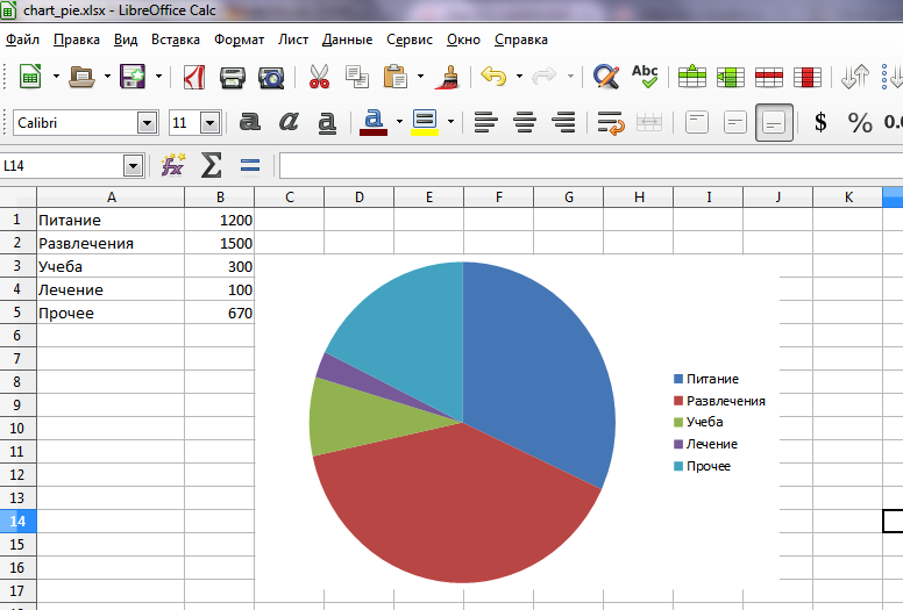 chart_pie.xlsx - LibreOffice Calc
Файл Правка Вид Вставка Формат Лист Данные Сервис Окно Справка
Abc
Calibri 11 a a a a $ % 0.0
L14 fx Σ =
A B C D E F G H I J K
1 Питание 1200
2 Развлечения 1500
3 Учеба 300
4 Лечение 100
5 Прочее 670
6
7
8
9
10
11
12
13
14
15
16
17
Питание
Развлечения
Учеба
Лечение
Прочее